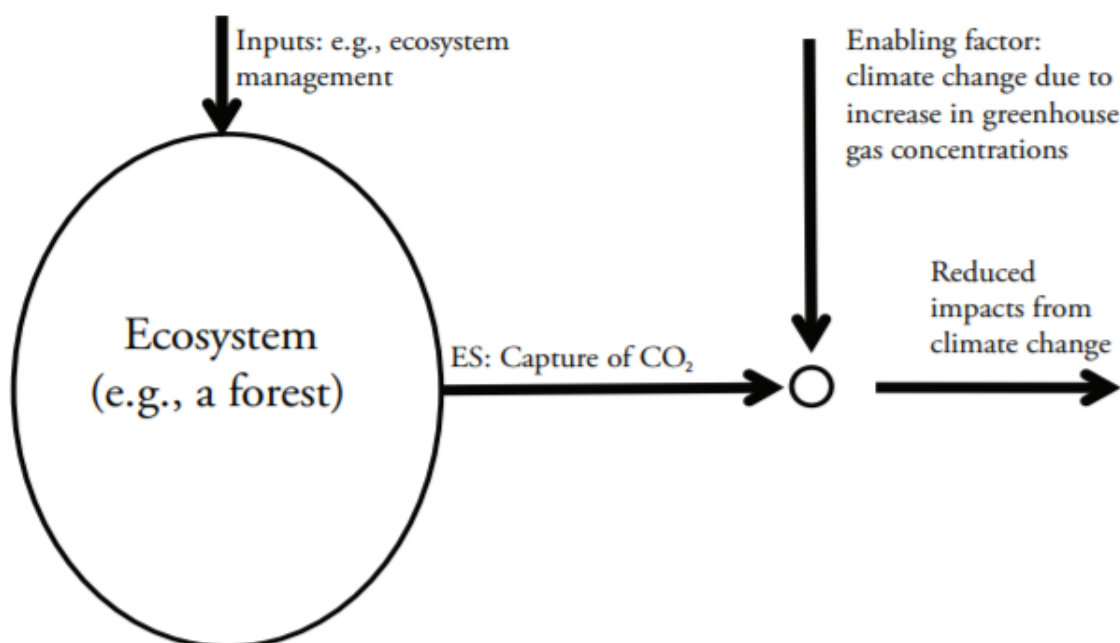 Inputs: e.g., ecosystem
management
Enabling factor:
climate change due to
increase in greenhouse
gas concentrations
Ecosystem
(e.g., a forest)
ES: Capture of CO₂
Reduced
impacts from
climate change